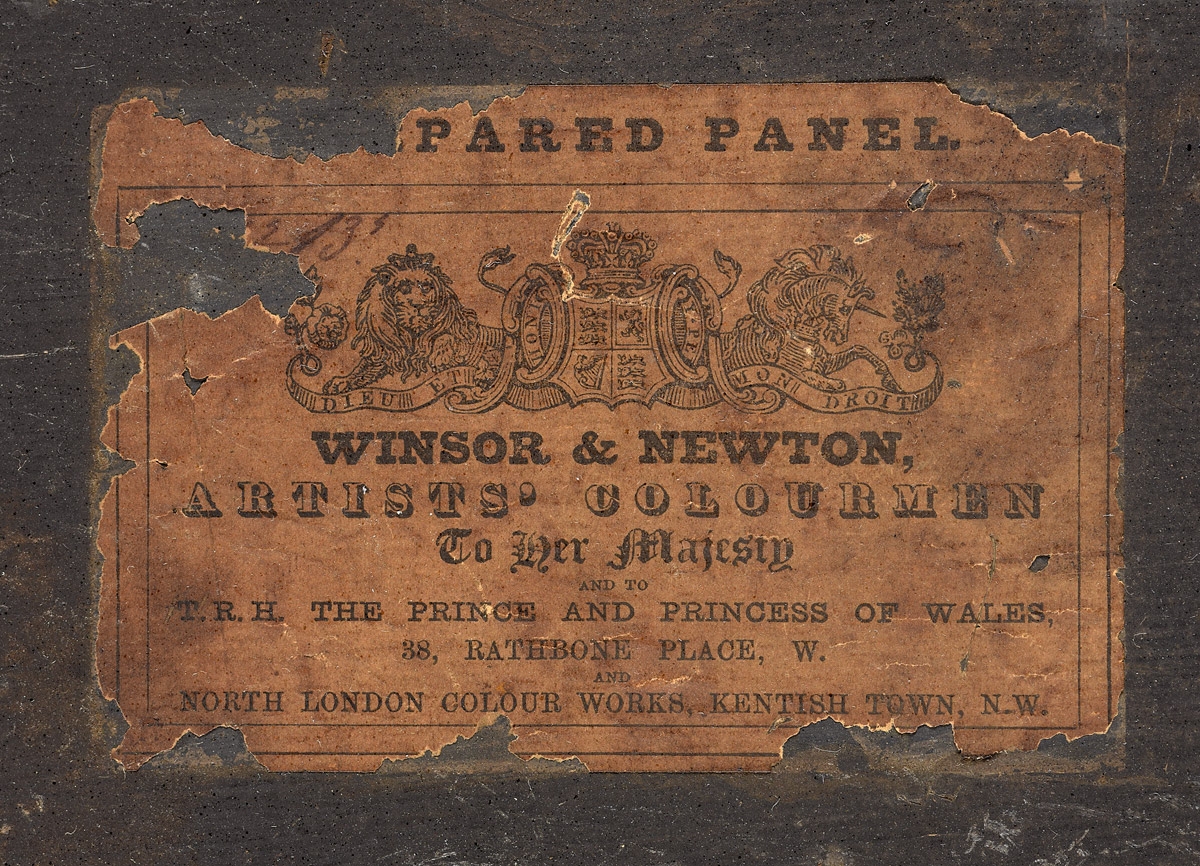 PARED PANEL.
DIEU ET MON DROIT
WINSOR & NEWTON,
ARTISTS' COLOURMEN
To Her Majesty
AND TO
T.R.H. THE PRINCE AND PRINCESS OF WALES,
38, RATHBONE PLACE, W.
AND
NORTH LONDON COLOUR WORKS, KENTISH TOWN, N.W.